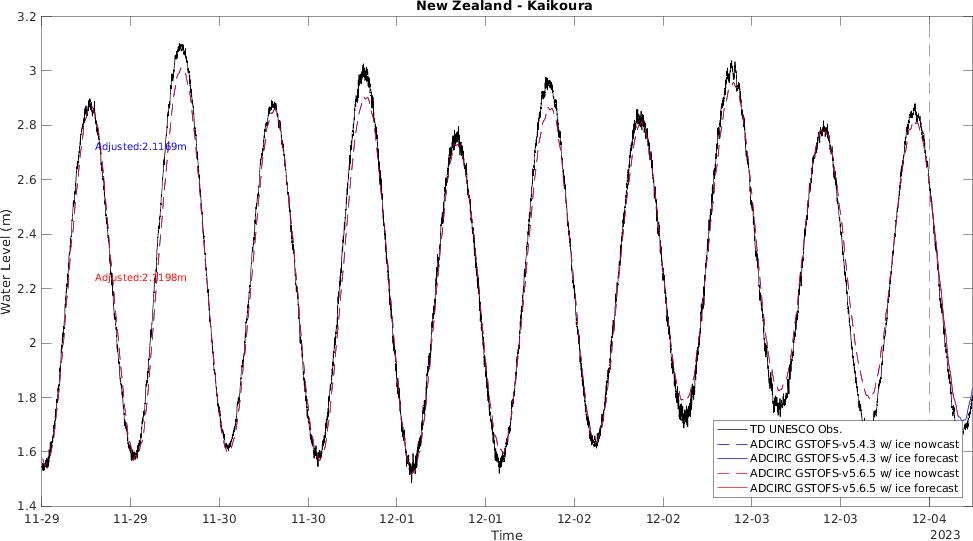 New Zealand - Kaikoura
Water Level (m)
3.2
3
2.8
2.6
2.4
2.2
2
1.8
1.6
1.4
Adjusted:2.1169m
Adjusted:2.1198m
TD UNESCO Obs.
ADCIRC GSTOFS-v5.4.3 w/ ice nowcast
ADCIRC GSTOFS-v5.4.3 w/ ice forecast
ADCIRC GSTOFS-v5.6.5 w/ ice nowcast
ADCIRC GSTOFS-v5.6.5 w/ ice forecast
11-29 11-29 11-30 11-30 12-01 12-01 12-02 12-02 12-03 12-03 12-04
Time
2023